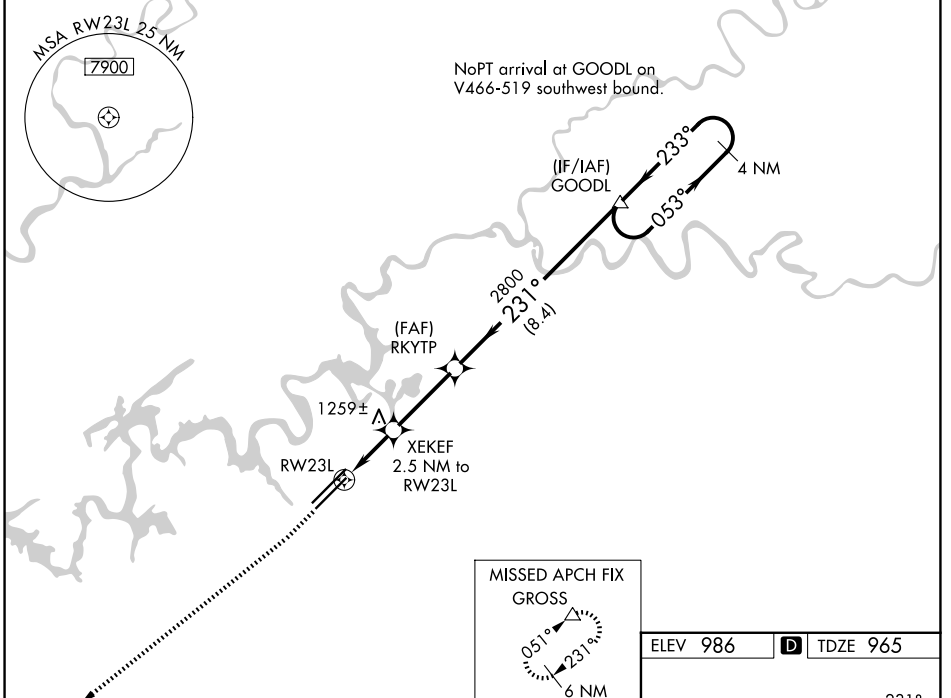 MSA RW23L 25 NM
7900
NoPT arrival at GOODL on
V466-519 southwest bound.
(IF/IAF)
GOODL
233°
4 NM
053°
2800
231°
(8.4)
(FAF)
RKYTP
1259±
XEKEF
2.5 NM to
RW23L
RW23L
MISSED APCH FIX
GROSS
051°
231°
6 NM
ELEV 986 D TDZE 965